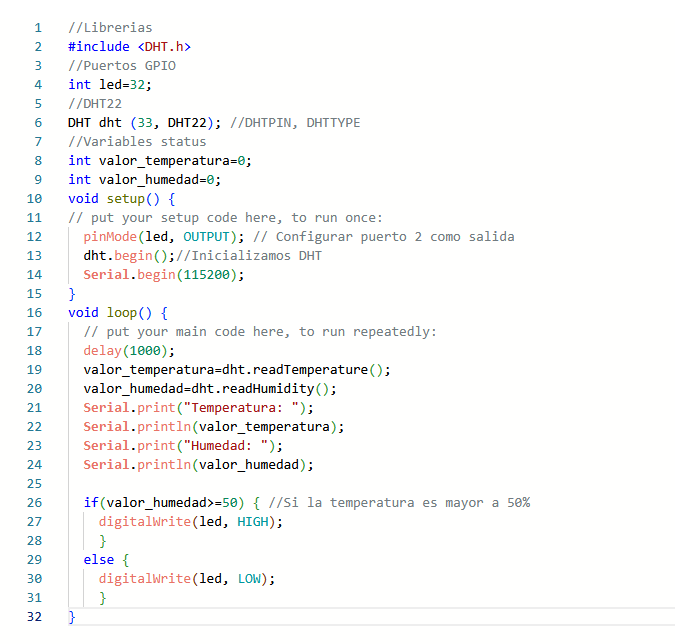 1 //Librerias
2 #include <DHT.h>
3 //Puertos GPIO
4 int led=32;
5 //DHT22
6 DHT dht (33, DHT22); //DHTPIN, DHTTYPE
7 //Variables status
8 int valor_temperatura=0;
9 int valor_humedad=0;
10 void setup() {
11 // put your setup code here, to run once:
12 pinMode(led, OUTPUT); // Configurar puerto 2 como salida
13 dht.begin();//Inicializamos DHT
14 Serial.begin(115200);
15 }
16 void loop() {
17 // put your main code here, to run repeatedly:
18 delay(1000);
19 valor_temperatura=dht.readTemperature();
20 valor_humedad=dht.readHumidity();
21 Serial.print("Temperatura: ");
22 Serial.println(valor_temperatura);
23 Serial.print("Humedad: ");
24 Serial.println(valor_humedad);
25
26 if(valor_humedad>=50) { //Si la temperatura es mayor a 50%
27 digitalWrite(led, HIGH);
28 }
29 else {
30 digitalWrite(led, LOW);
31 }
32 }